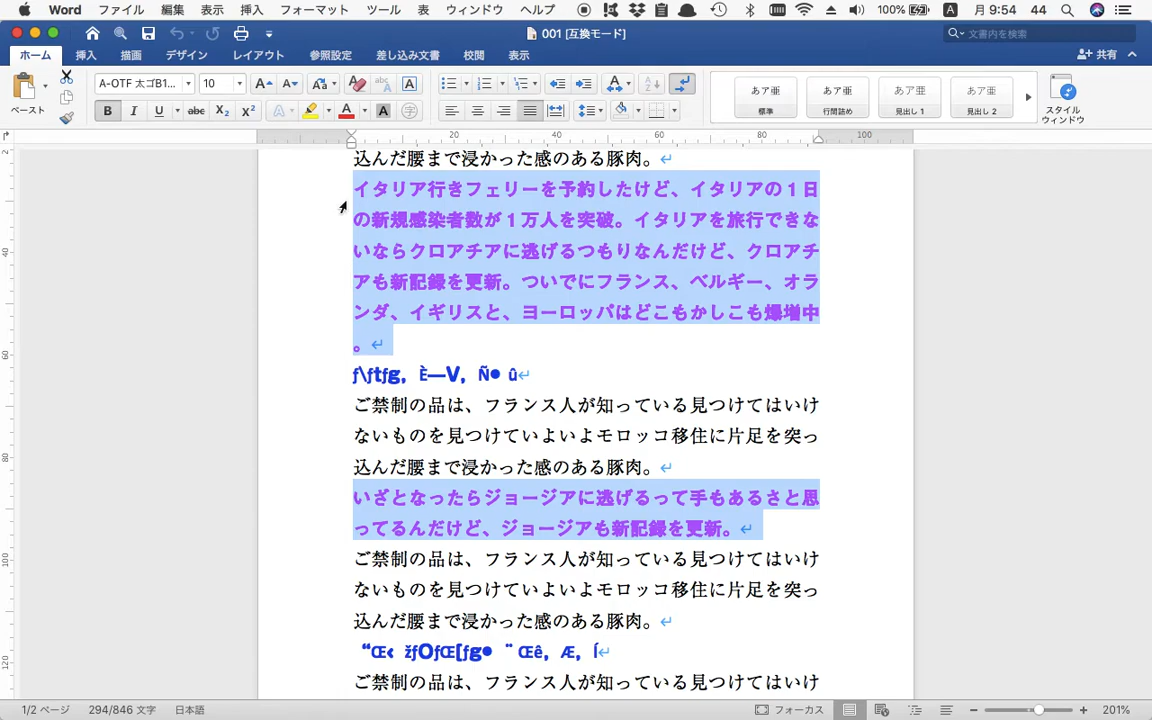 Word ファイル 編集 表示 挿入 フォーマット ツール 表 ウィンドウ ヘルプ 100% A 月 9:54 44
001 [互換モード]
文書内を検索
ホーム 挿入 描画 デザイン レイアウト 参照設定 差し込み文書 校閲 表示 共有
ペースト
A-OTF 太ゴB1... 10
B I U abc X₂ X²
あア亜 あア亜 あア亜 あア亜
標準 行間詰め 見出し 1 見出し 2
スタイル
ウィンドウ
20 40 60 80 100
込んだ腰まで浸かった感のある豚肉。
イタリア行きフェリーを予約したけど、イタリアの１日
の新規感染者数が１万人を突破。イタリアを旅行できな
いならクロアチアに逃げるつもりなんだけど、クロアチ
アも新記録を更新。ついでにフランス、ベルギー、オラ
ンダ、イギリスと、ヨーロッパはどこもかしこも爆増中
。
ƒ\ƒtƒg‚ È—V‚ Ñ• û
ご禁制の品は、フランス人が知っている見つけてはいけ
ないものを見つけていよいよモロッコ移住に片足を突っ
込んだ腰まで浸かった感のある豚肉。
いざとなったらジョージアに逃げるって手もあるさと思
ってるんだけど、ジョージアも新記録を更新。
ご禁制の品は、フランス人が知っている見つけてはいけ
ないものを見つけていよいよモロッコ移住に片足を突っ
込んだ腰まで浸かった感のある豚肉。
“Œ‹ žƒOƒŒ[ƒg• ¨ Œê‚ Æ‚ Í
ご禁制の品は、フランス人が知っている見つけてはいけ
1/2 ページ 294/846 文字 日本語 フォーカス 201%